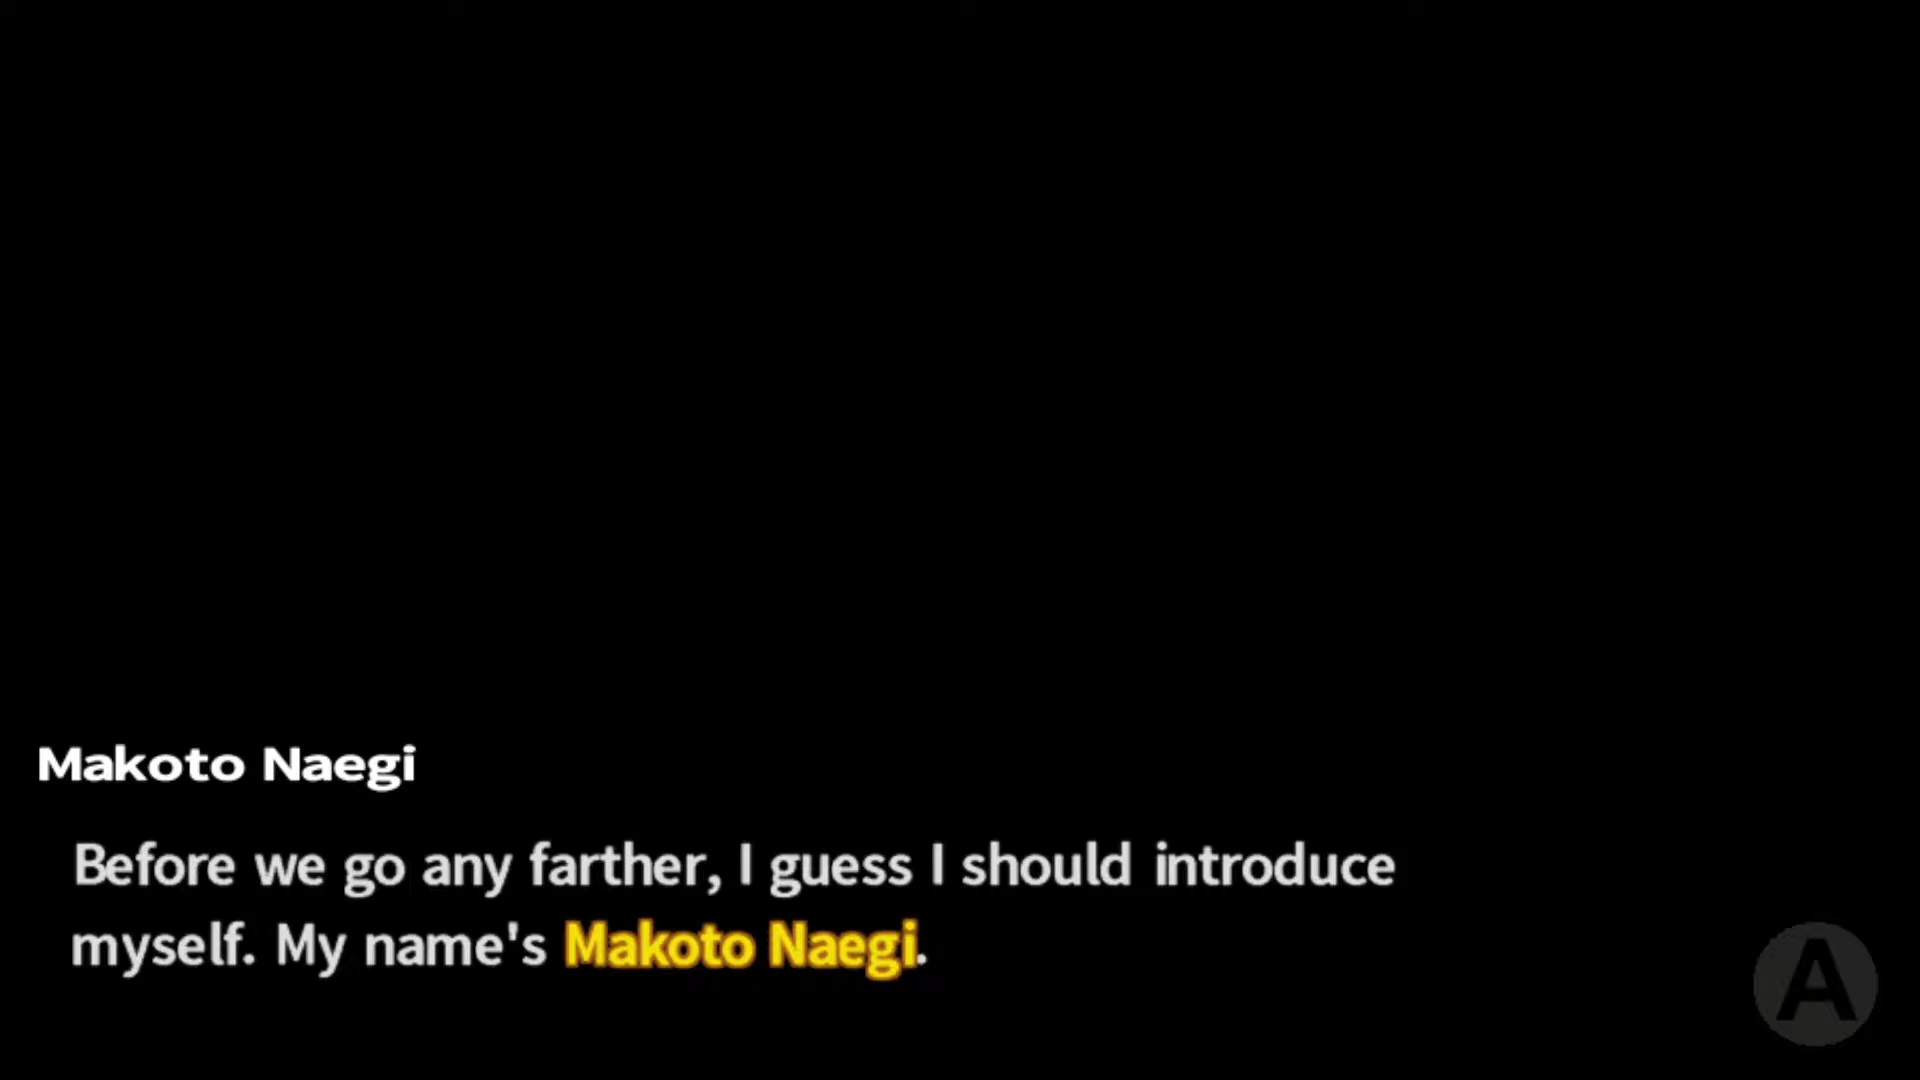 Makoto Naegi
Before we go any farther, I guess I should introduce
myself. My name's Makoto Naegi.
A